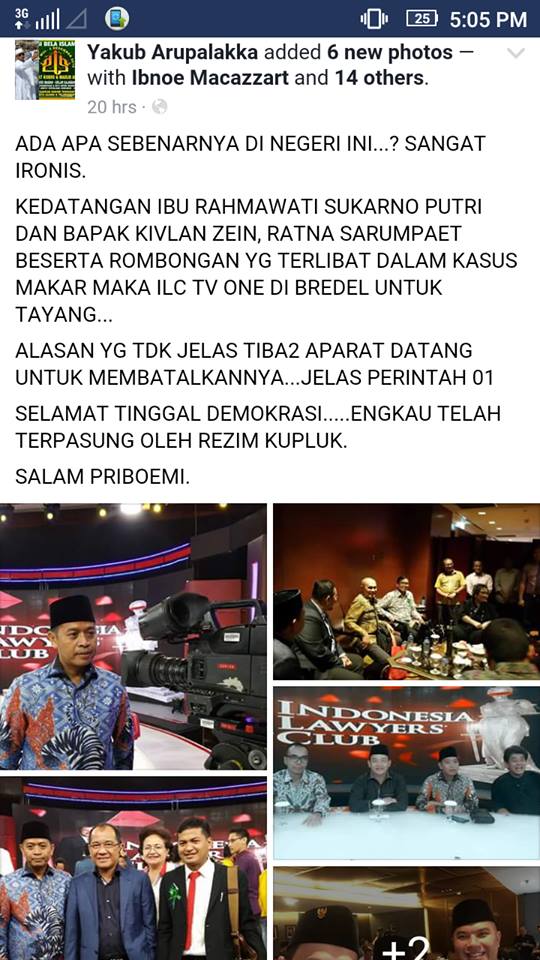 3G
25
5:05 PM
BELA ISLAM
Yakub Arupalakka added 6 new photos —
with Ibnoe Macazzart and 14 others.
20 hrs ·
ADA APA SEBENARNYA DI NEGERI INI...? SANGAT
IRONIS.
KEDATANGAN IBU RAHMAWATI SUKARNO PUTRI
DAN BAPAK KIVLAN ZEIN, RATNA SARUMPAET
BESERTA ROMBONGAN YG TERLIBAT DALAM KASUS
MAKAR MAKA ILC TV ONE DI BREDEL UNTUK
TAYANG...
ALASAN YG TDK JELAS TIBA2 APARAT DATANG
UNTUK MEMBATALKANNYA...JELAS PERINTAH 01
SELAMAT TINGGAL DEMOKRASI.....ENGKAU TELAH
TERPASUNG OLEH REZIM KUPLUK.
SALAM PRIBOEMI.
INDONESIA
LAWYERS
CLUB
INDONESIA
LAWYERS'
CLUB
+2